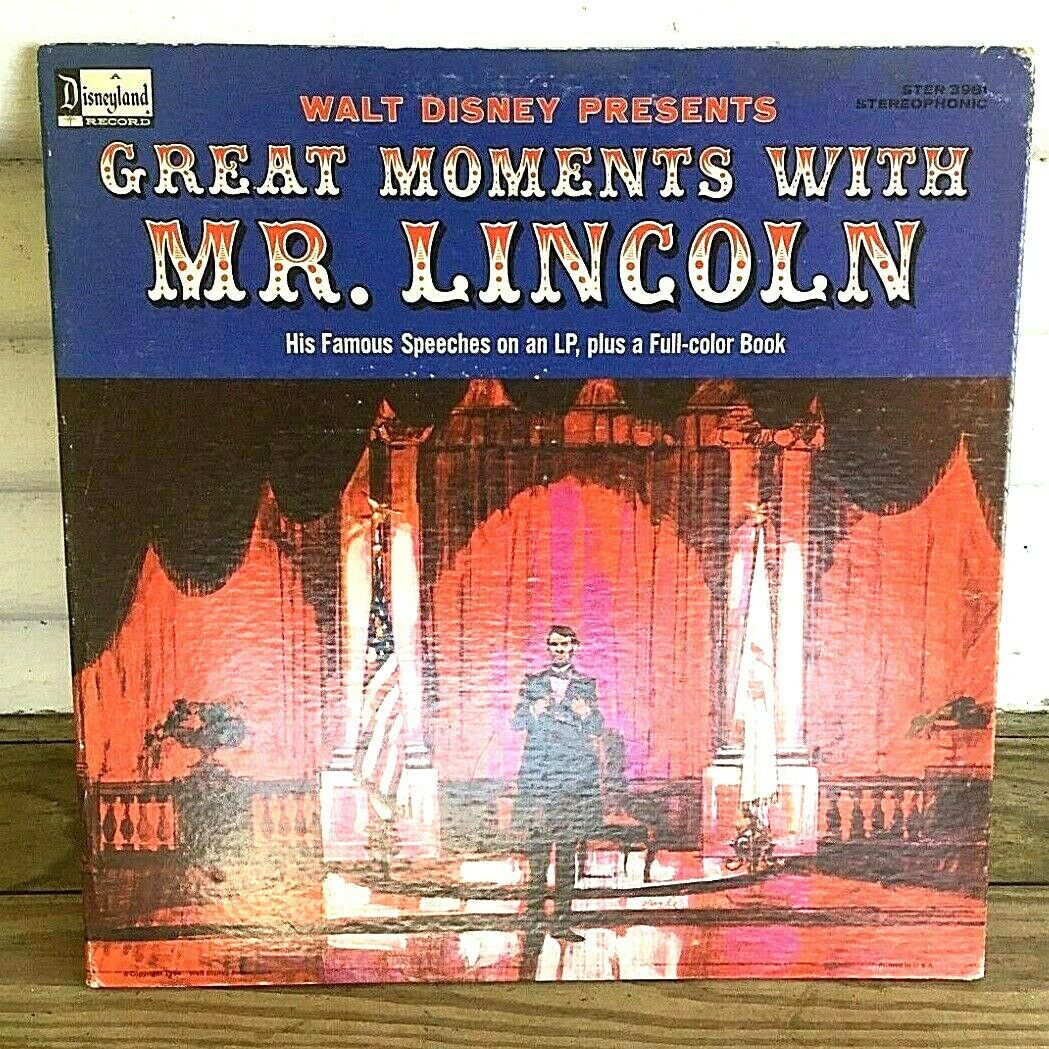 A
Disneyland
RECORD
STER 3981
STEREOPHONIC
WALT DISNEY PRESENTS
GREAT MOMENTS WITH
MR. LINCOLN
His Famous Speeches on an LP, plus a Full-color Book